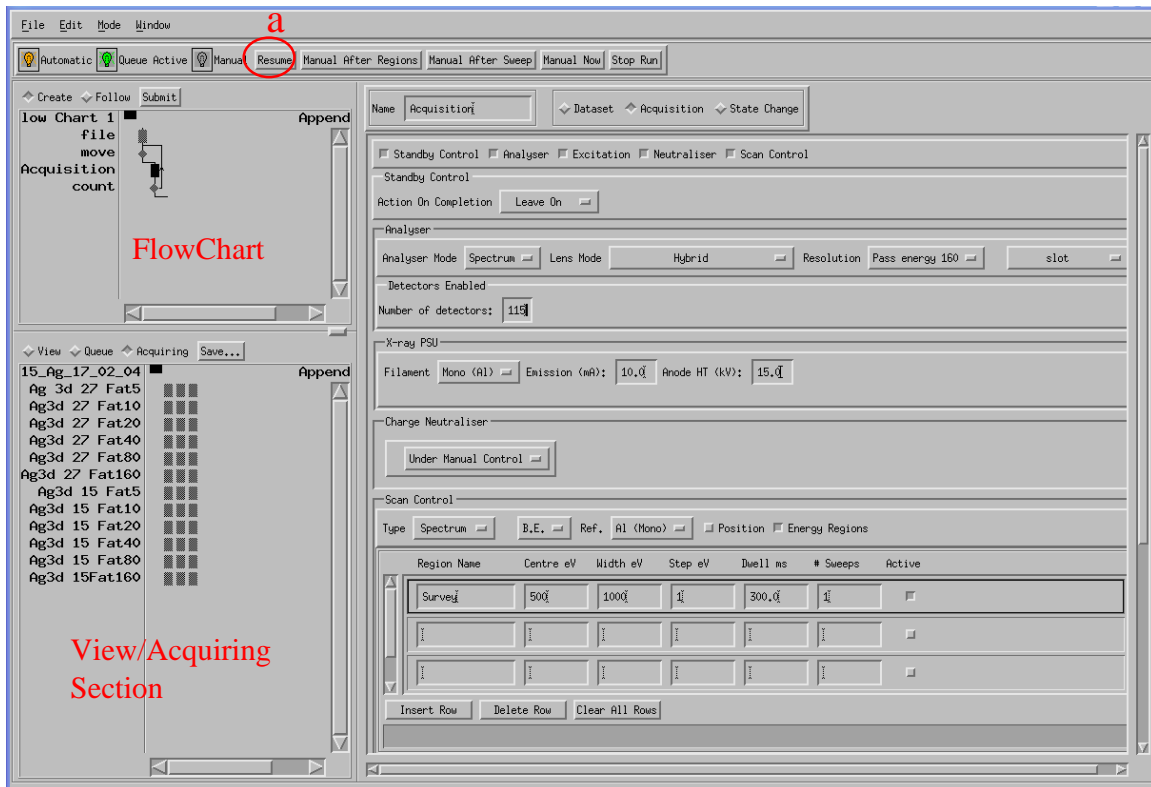 File Edit Mode Window
a
Automatic Queue Active Manual Resume Manual After Regions Manual After Sweep Manual Now Stop Run
Create Follow Submit
low Chart 1 Append
file
move
Acquisition
count
FlowChart
View Queue Acquiring Save...
15_Ag_17_02_04 Append
Ag 3d 27 Fat5
Ag3d 27 Fat10
Ag3d 27 Fat20
Ag3d 27 Fat40
Ag3d 27 Fat80
Ag3d 27 Fat160
Ag3d 15 Fat5
Ag3d 15 Fat10
Ag3d 15 Fat20
Ag3d 15 Fat40
Ag3d 15 Fat80
Ag3d 15Fat160
View/Acquiring
Section
Name Acquisition Dataset Acquisition State Change
Standby Control Analyser Excitation Neutraliser Scan Control
Standby Control
Action On Completion Leave On
Analyser
Analyser Mode Spectrum Lens Mode Hybrid Resolution Pass energy 160 slot
Detectors Enabled
Number of detectors: 115
X-ray PSU
Filament Mono (Al) Emission (mA): 10.0 Anode HT (kV): 15.0
Charge Neutraliser
Under Manual Control
Scan Control
Type Spectrum B.E. Ref. Al (Mono) Position Energy Regions
Region Name Centre eV Width eV Step eV Dwell ms # Sweeps Active
Survey 500 1000 1 300.0 1
Insert Row Delete Row Clear All Rows